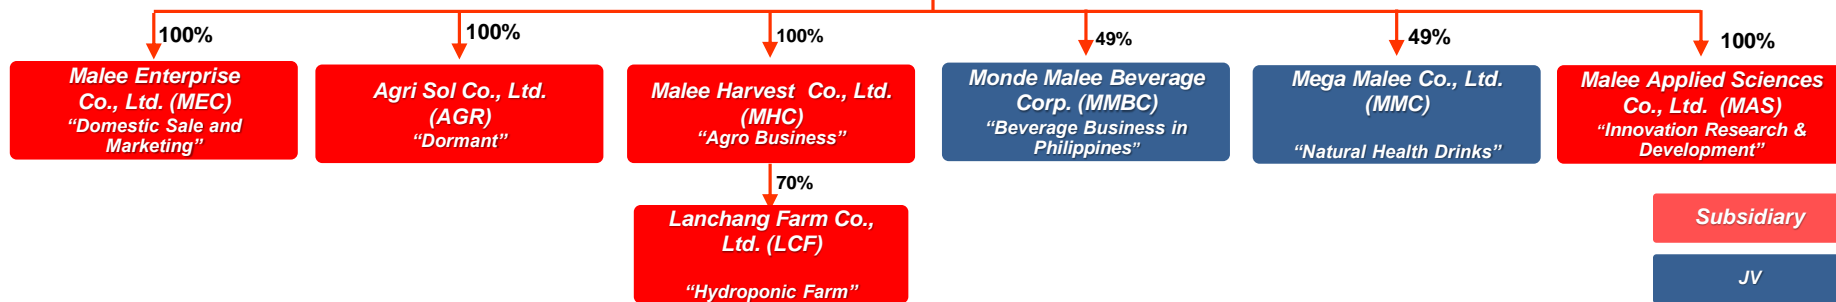 100%
Malee Enterprise
Co., Ltd. (MEC)
“Domestic Sale and
Marketing”
100%
Agri Sol Co., Ltd.
(AGR)
“Dormant”
100%
Malee Harvest Co., Ltd.
(MHC)
“Agro Business”
49%
Monde Malee Beverage
Corp. (MMBC)
“Beverage Business in
Philippines”
49%
Mega Malee Co., Ltd.
(MMC)
“Natural Health Drinks”
100%
Malee Applied Sciences
Co., Ltd. (MAS)
“Innovation Research &
Development”
70%
Lanchang Farm Co.,
Ltd. (LCF)
“Hydroponic Farm”
Subsidiary
JV